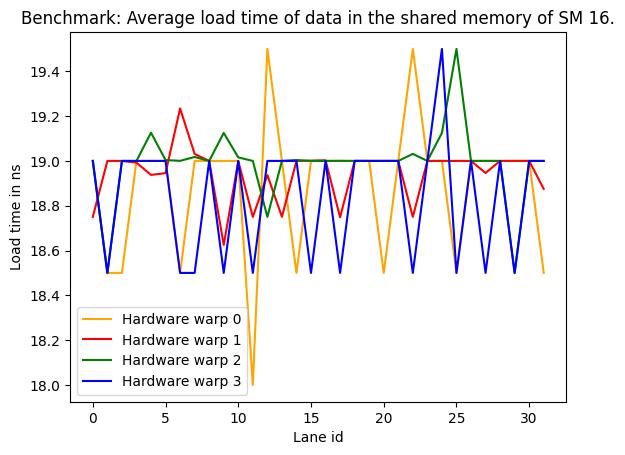 Benchmark: Average load time of data in the shared memory of SM 16.
Load time in ns
19.4
19.2
19.0
18.8
18.6
18.4
18.2
18.0
Hardware warp 0
Hardware warp 1
Hardware warp 2
Hardware warp 3
0 5 10 15 20 25 30
Lane id